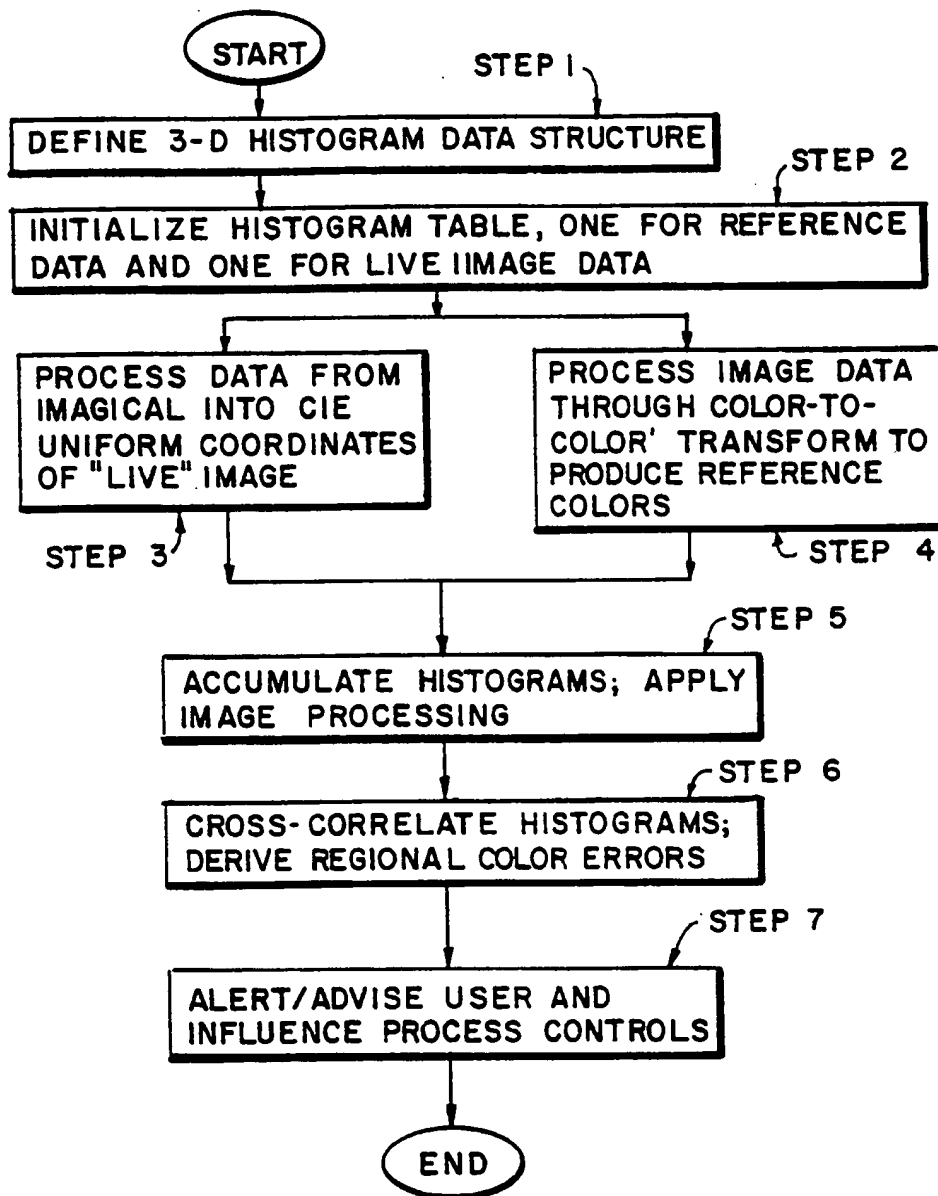 START
STEP 1
DEFINE 3-D HISTOGRAM DATA STRUCTURE
STEP 2
INITIALIZE HISTOGRAM TABLE, ONE FOR REFERENCE
DATA AND ONE FOR LIVE IIMAGE DATA
PROCESS DATA FROM
IMAGICAL INTO CIE
UNIFORM COORDINATES
OF "LIVE" IMAGE
STEP 3
PROCESS IMAGE DATA
THROUGH COLOR-TO-
COLOR' TRANSFORM TO
PRODUCE REFERENCE
COLORS
STEP 4
STEP 5
ACCUMULATE HISTOGRAMS; APPLY
IMAGE PROCESSING
STEP 6
CROSS-CORRELATE HISTOGRAMS;
DERIVE REGIONAL COLOR ERRORS
STEP 7
ALERT/ADVISE USER AND
INFLUENCE PROCESS CONTROLS
END